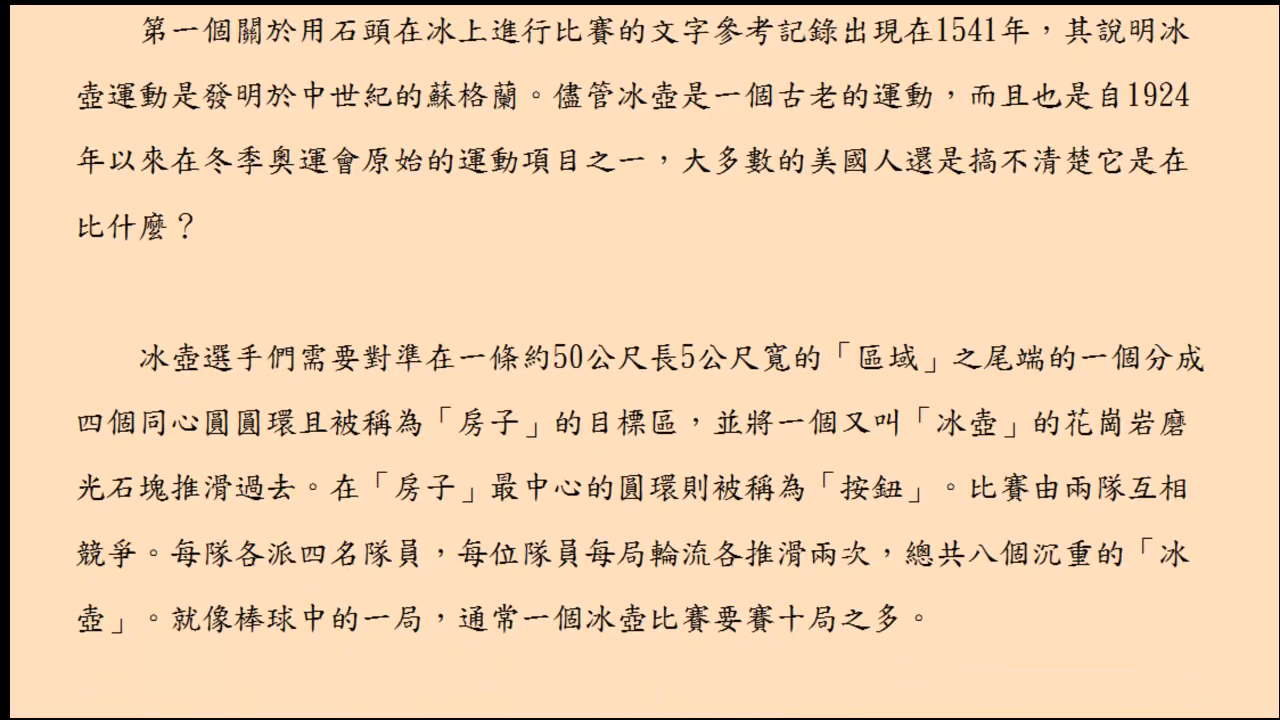 第一個關於用石頭在冰上進行比賽的文字參考記錄出現在1541年，其說明冰
壺運動是發明於中世紀的蘇格蘭。儘管冰壺是一個古老的運動，而且也是自1924
年以來在冬季奧運會原始的運動項目之一，大多數的美國人還是搞不清楚它是在
比什麼？
冰壺選手們需要對準在一條約50公尺長5公尺寬的「區域」之尾端的一個分成
四個同心圓圓環且被稱為「房子」的目標區，並將一個又叫「冰壺」的花崗岩磨
光石塊推滑過去。在「房子」最中心的圓環則被稱為「按鈕」。比賽由兩隊互相
競爭。每隊各派四名隊員，每位隊員每局輪流各推滑兩次，總共八個沉重的「冰
壺」。就像棒球中的一局，通常一個冰壺比賽要賽十局之多。